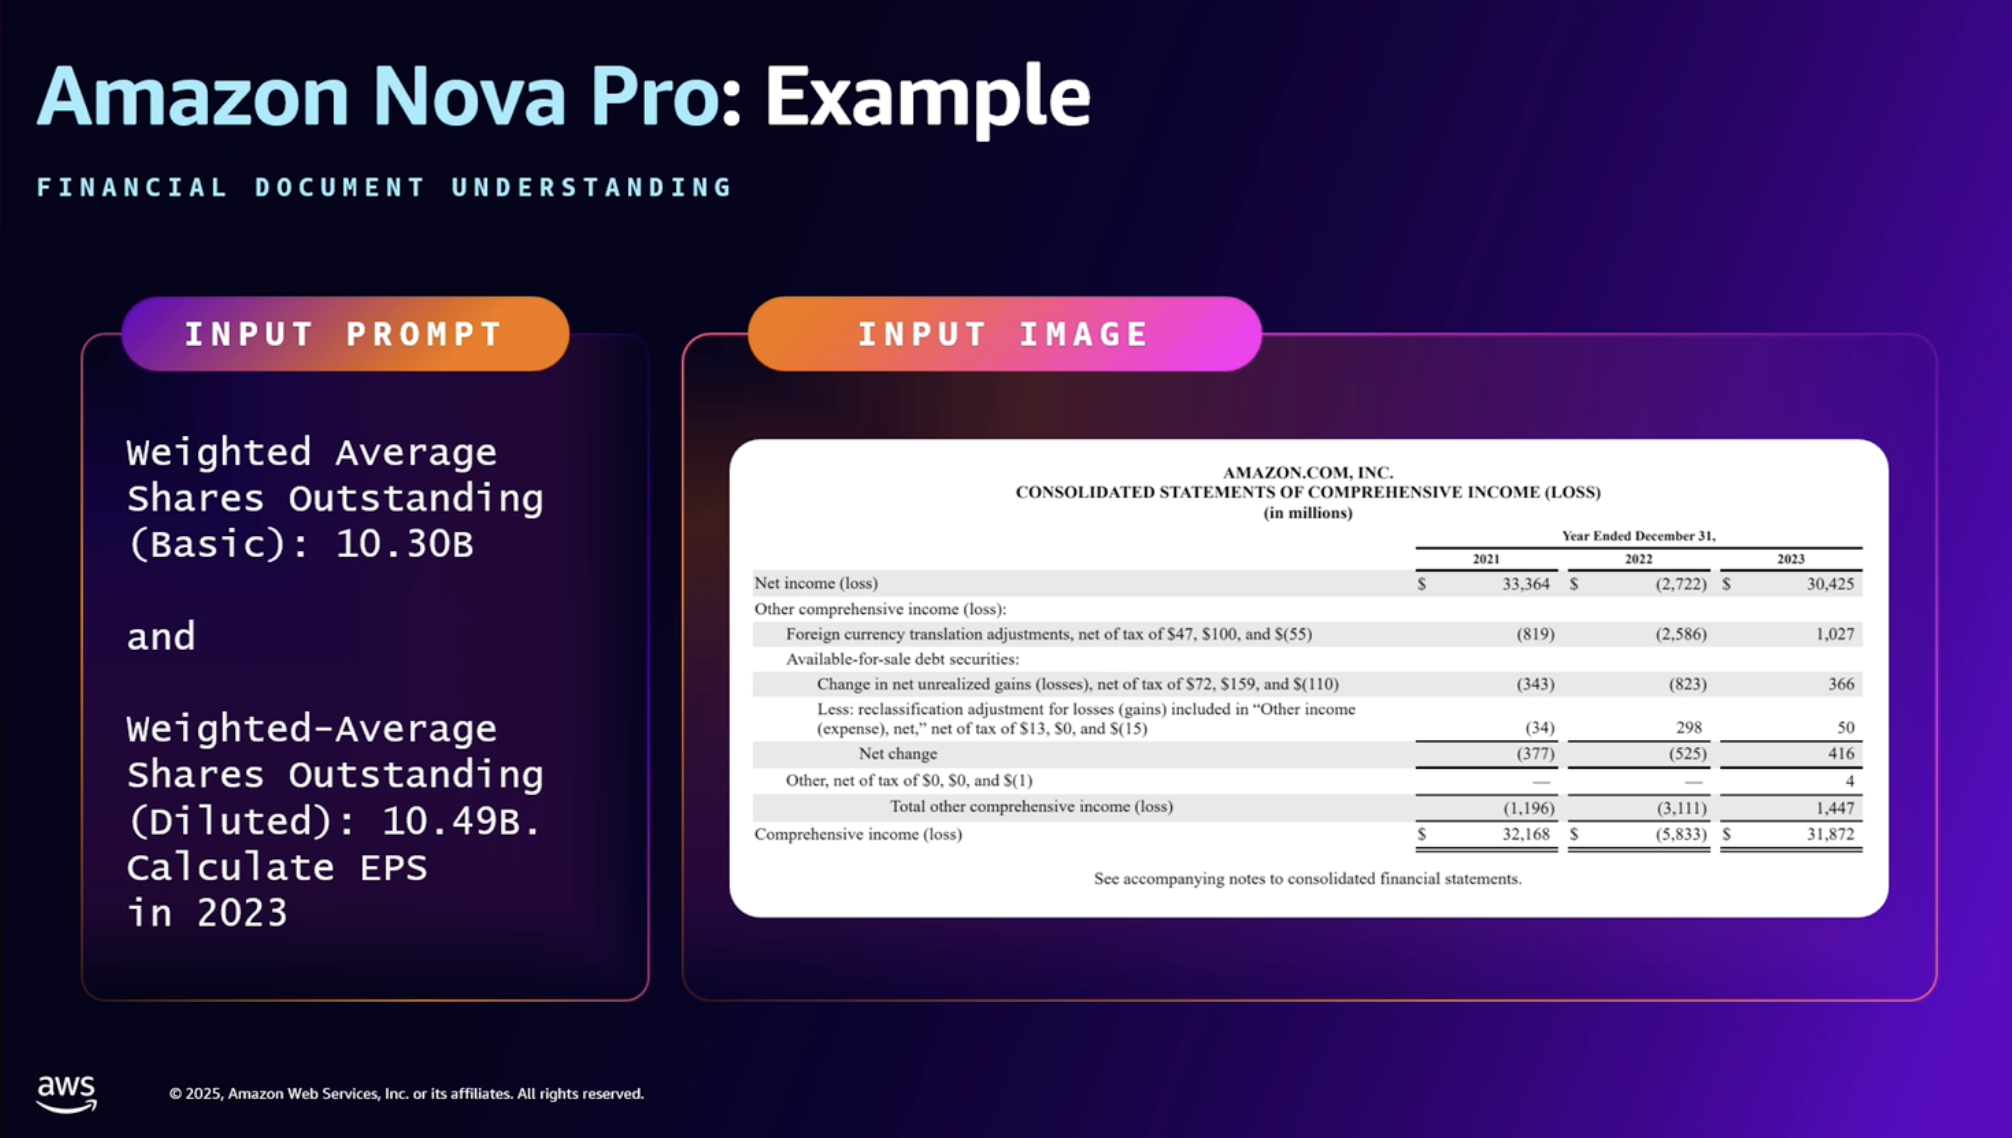 Amazon Nova Pro: Example
FINANCIAL DOCUMENT UNDERSTANDING
INPUT PROMPT
Weighted Average
Shares Outstanding
(Basic): 10.30B
and
Weighted-Average
Shares Outstanding
(Diluted): 10.49B.
Calculate EPS
in 2023
INPUT IMAGE
AMAZON.COM, INC.
CONSOLIDATED STATEMENTS OF COMPREHENSIVE INCOME (LOSS)
(in millions)
Year Ended December 31,
2021 2022 2023
Net income (loss) $ 33,364 $ (2,722) $ 30,425
Other comprehensive income (loss):
Foreign currency translation adjustments, net of tax of $47, $100, and $(55) (819) (2,586) 1,027
Available-for-sale debt securities:
Change in net unrealized gains (losses), net of tax of $72, $159, and $(110) (343) (823) 366
Less: reclassification adjustment for losses (gains) included in “Other income
(expense), net,” net of tax of $13, $0, and $(15) (34) 298 50
Net change (377) (525) 416
Other, net of tax of $0, $0, and $(1) — — 4
Total other comprehensive income (loss) (1,196) (3,111) 1,447
Comprehensive income (loss) $ 32,168 $ (5,833) $ 31,872
See accompanying notes to consolidated financial statements.
aws
© 2025, Amazon Web Services, Inc. or its affiliates. All rights reserved.